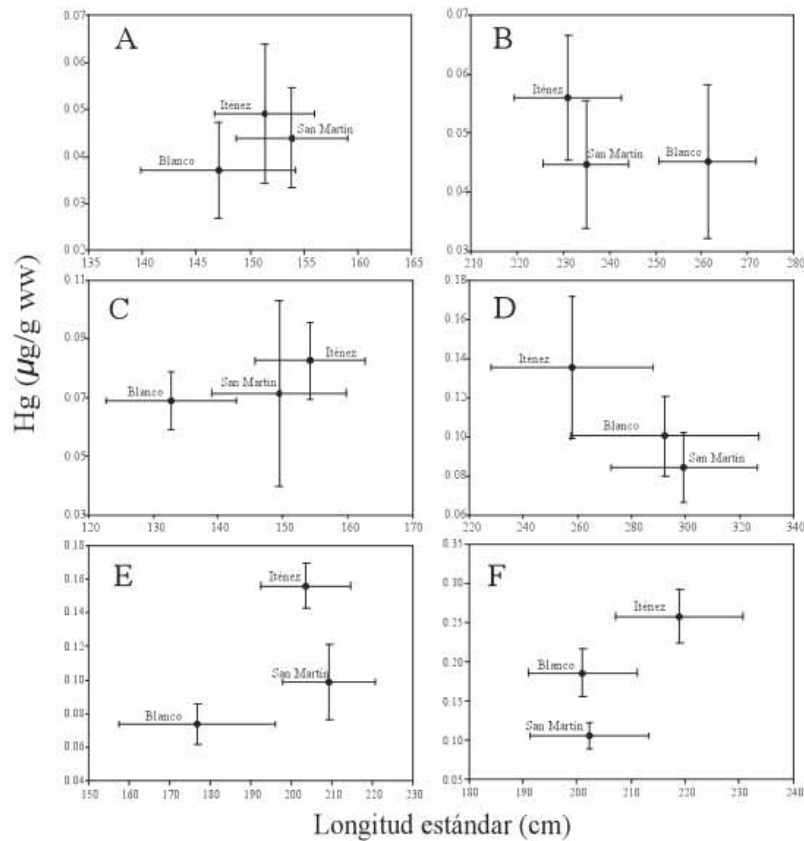 Hg (µg/g ww)
A
0.07
0.06
0.05
0.04
0.03
0.02
Iténez
San Martín
Blanco
135 140 145 150 155 160 165
B
0.07
0.06
0.05
0.04
0.03
Iténez
San Martín
Blanco
210 220 230 240 250 260 270 280
C
0.11
0.09
0.07
0.05
0.03
Iténez
San Martín
Blanco
120 130 140 150 160 170
D
0.18
0.16
0.14
0.12
0.10
0.08
0.06
Iténez
Blanco
San Martín
220 240 260 280 300 320 340
E
0.18
0.16
0.14
0.12
0.10
0.08
0.06
0.04
Iténez
San Martín
Blanco
150 160 170 180 190 200 210 220 230
F
0.35
0.30
0.25
0.20
0.15
0.10
0.05
Iténez
Blanco
San Martín
180 190 200 210 220 230 240
Longitud estándar (cm)